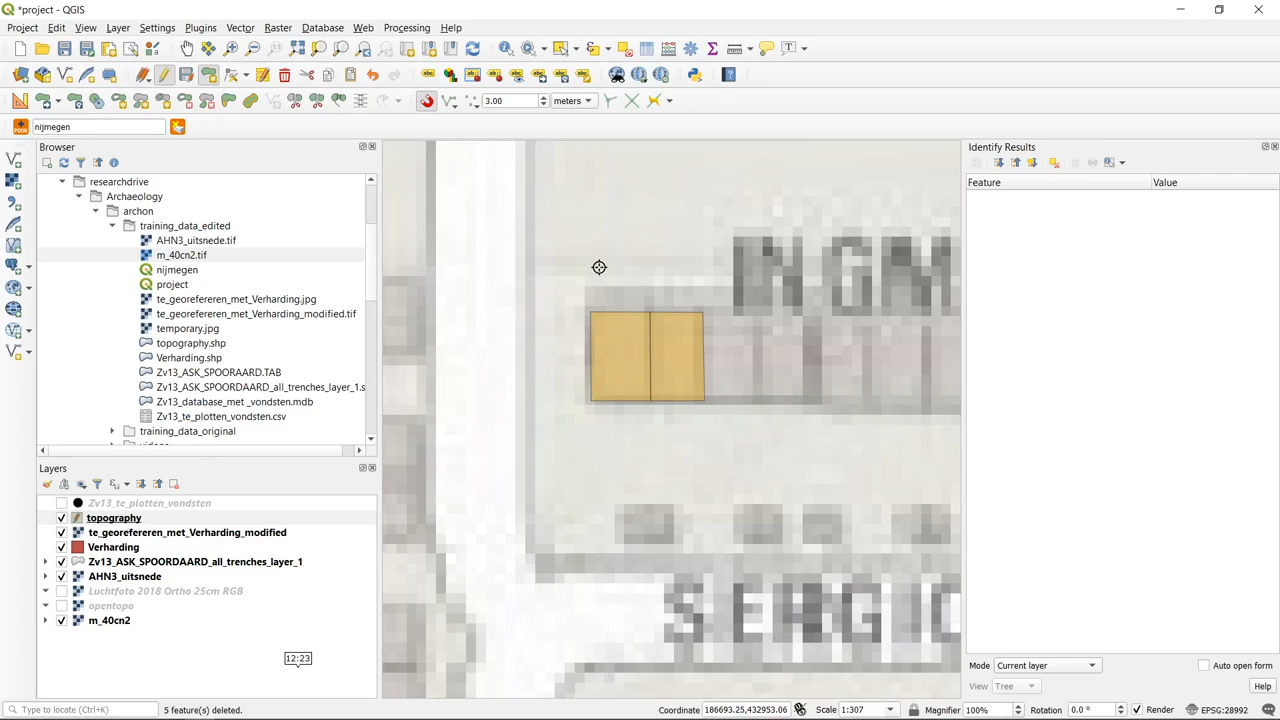 *project — QGIS
Project Edit View Layer Settings Plugins Vector Raster Database Web Processing Help
3.00 meters
PDOK nijmegen
Browser
researchdrive
Archaeology
archon
training_data_edited
AHN3_uitsnede.tif
m_40cn2.tif
nijmegen
project
te_georefereren_met_Verharding.jpg
te_georefereren_met_Verharding_modified.tif
temporary.jpg
topography.shp
Verharding.shp
Zv13_ASK_SPOORAARD.TAB
Zv13_ASK_SPOORDAARD_all_trenches_layer_1.s
Zv13_database_met _vondsten.mdb
Zv13_te_plotten_vondsten.csv
training_data_original
Layers
Zv13_te_plotten_vondsten
topography
te_georefereren_met_Verharding_modified
Verharding
Zv13_ASK_SPOORDAARD_all_trenches_layer_1
AHN3_uitsnede
Luchtfoto 2018 Ortho 25cm RGB
opentopo
m_40cn2
12:23
Identify Results
Feature Value
Mode Current layer Auto open form
View Tree Help
Type to locate (Ctrl+K) 5 feature(s) deleted. Coordinate 186693.25,432953.06 Scale 1:307 Magnifier 100% Rotation 0.0 ° Render EPSG:28992